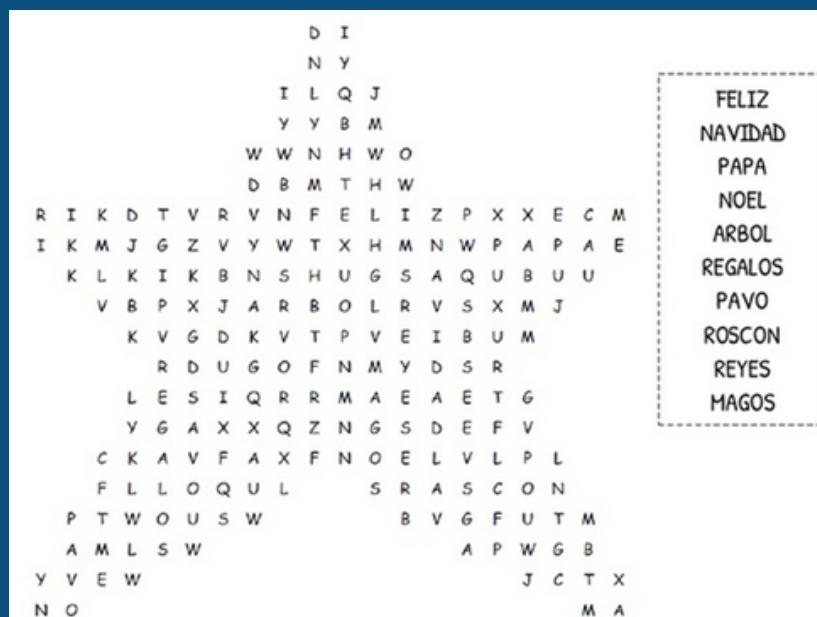 D I
N Y
I L Q J
Y Y B M
W W N H W O
D B M T H W
R I K D T V R V N F E L I Z P X X E C M
I K M J G Z V Y W T X H M N W P A P A E
K L K I K B N S H U G S A Q U B U U
V B P X J A R B O L R V S X M J
K V G D K V T P V E I B U M
R D U G O F N M Y D S R
L E S I Q R R M A E A E T G
Y G A X X Q Z N G S D E F V
C K A V F A X F N O E L V L P L
F L L O Q U L S R A S C O N
P T W O U S W B V G F U T M
A M L S W A P W G B
Y V E W J C T X
N O M A
FELIZ
NAVIDAD
PAPA
NOEL
ARBOL
REGALOS
PAVO
ROSCON
REYES
MAGOS